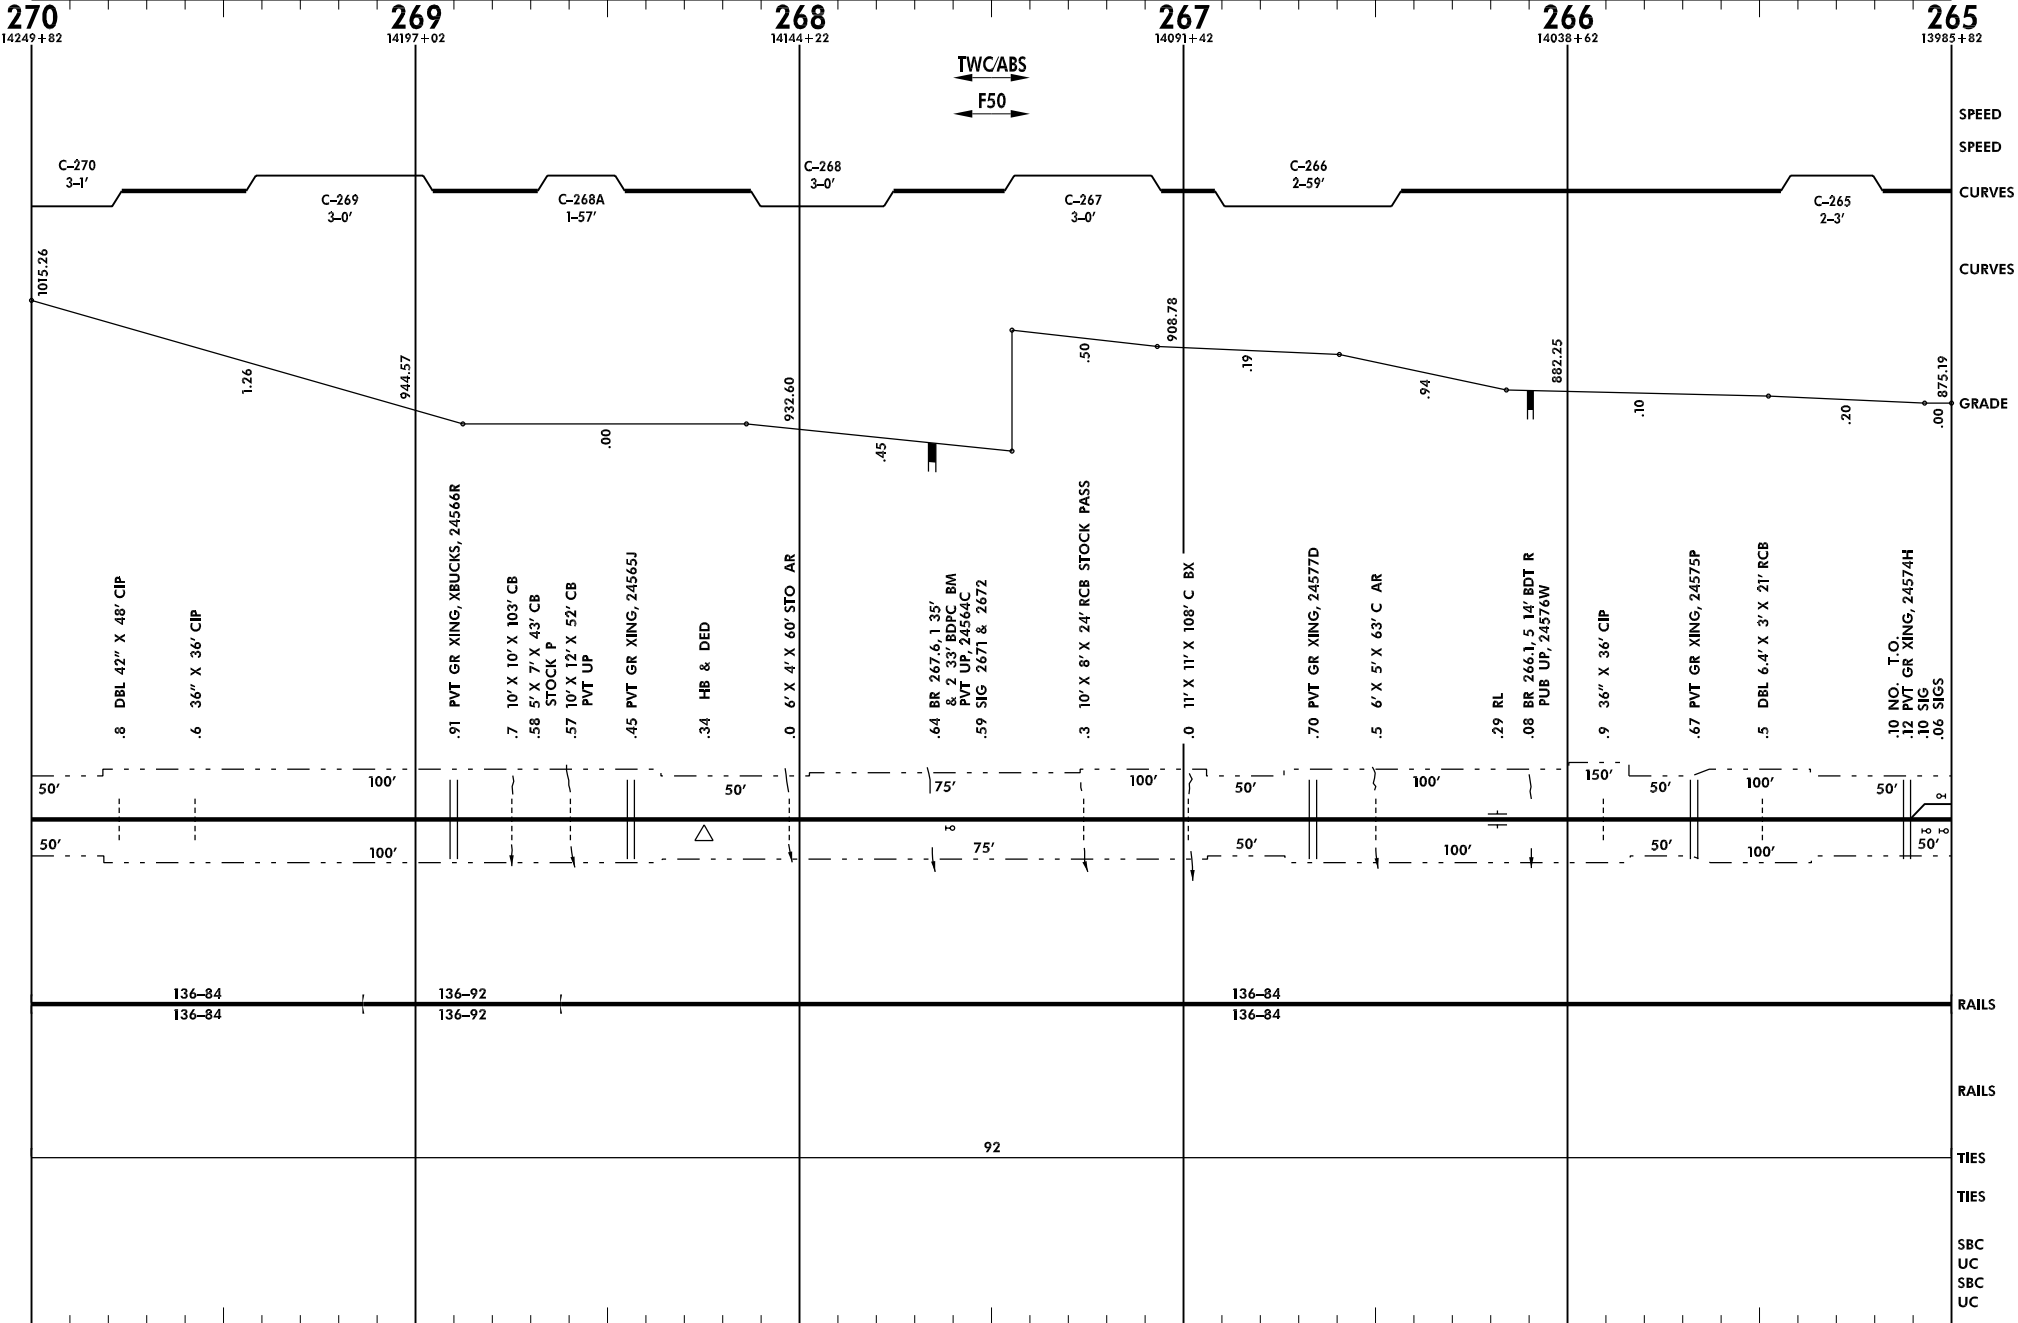 270 269 268 267 266 265
14249+82 14197+02 14144+22 14091+42 14038+62 13985+82
TWC/ABS
F50
SPEED
SPEED
C-270
3-1'
C-269
3-0'
C-268A
1-57'
C-268
3-0'
C-267
3-0'
C-266
2-59'
C-265
2-3'
CURVES
CURVES
1015.26
1.26
944.57
.00
932.60
.45
.50
908.78
.19
.94
882.25
.10
.20
.00
875.19
GRADE
.8 DBL 42" X 48' CIP
.6 36" X 36' CIP
.91 PVT GR XING, XBUCKS, 24566R
.7 10' X 10' X 103' CB
.58 5' X 7' X 43' CB
STOCK P
.57 10' X 12' X 52' CB
PVT UP
.45 PVT GR XING, 24565J
.34 HB & DED
.0 6' X 4' X 60' STO AR
.64 BR 267.6, 1 35'
& 2 33' BDPC BM
PVT UP, 24564C
.59 SIG 2671 & 2672
.3 10' X 8' X 24' RCB STOCK PASS
.0 11' X 11' X 108' C BX
.70 PVT GR XING, 24577D
.5 6' X 5' X 63' C AR
.29 RL
.08 BR 266.1, 5 14' BDT R
PUB UP, 24576W
.9 36" X 36' CIP
.67 PVT GR XING, 24575P
.5 DBL 6.4' X 3' X 21' RCB
.10 NO. T.O.
.12 PVT GR XING, 24574H
.10 SIG
.06 SIGS
50' 100' 50' 75' 100' 50' 100' 150' 50' 100' 50'
50' 100' 75' 50' 100' 50' 100' 50'
136-84 136-92 136-84
136-84 136-92 136-84
RAILS
RAILS
92
TIES
TIES
SBC
UC
SBC
UC